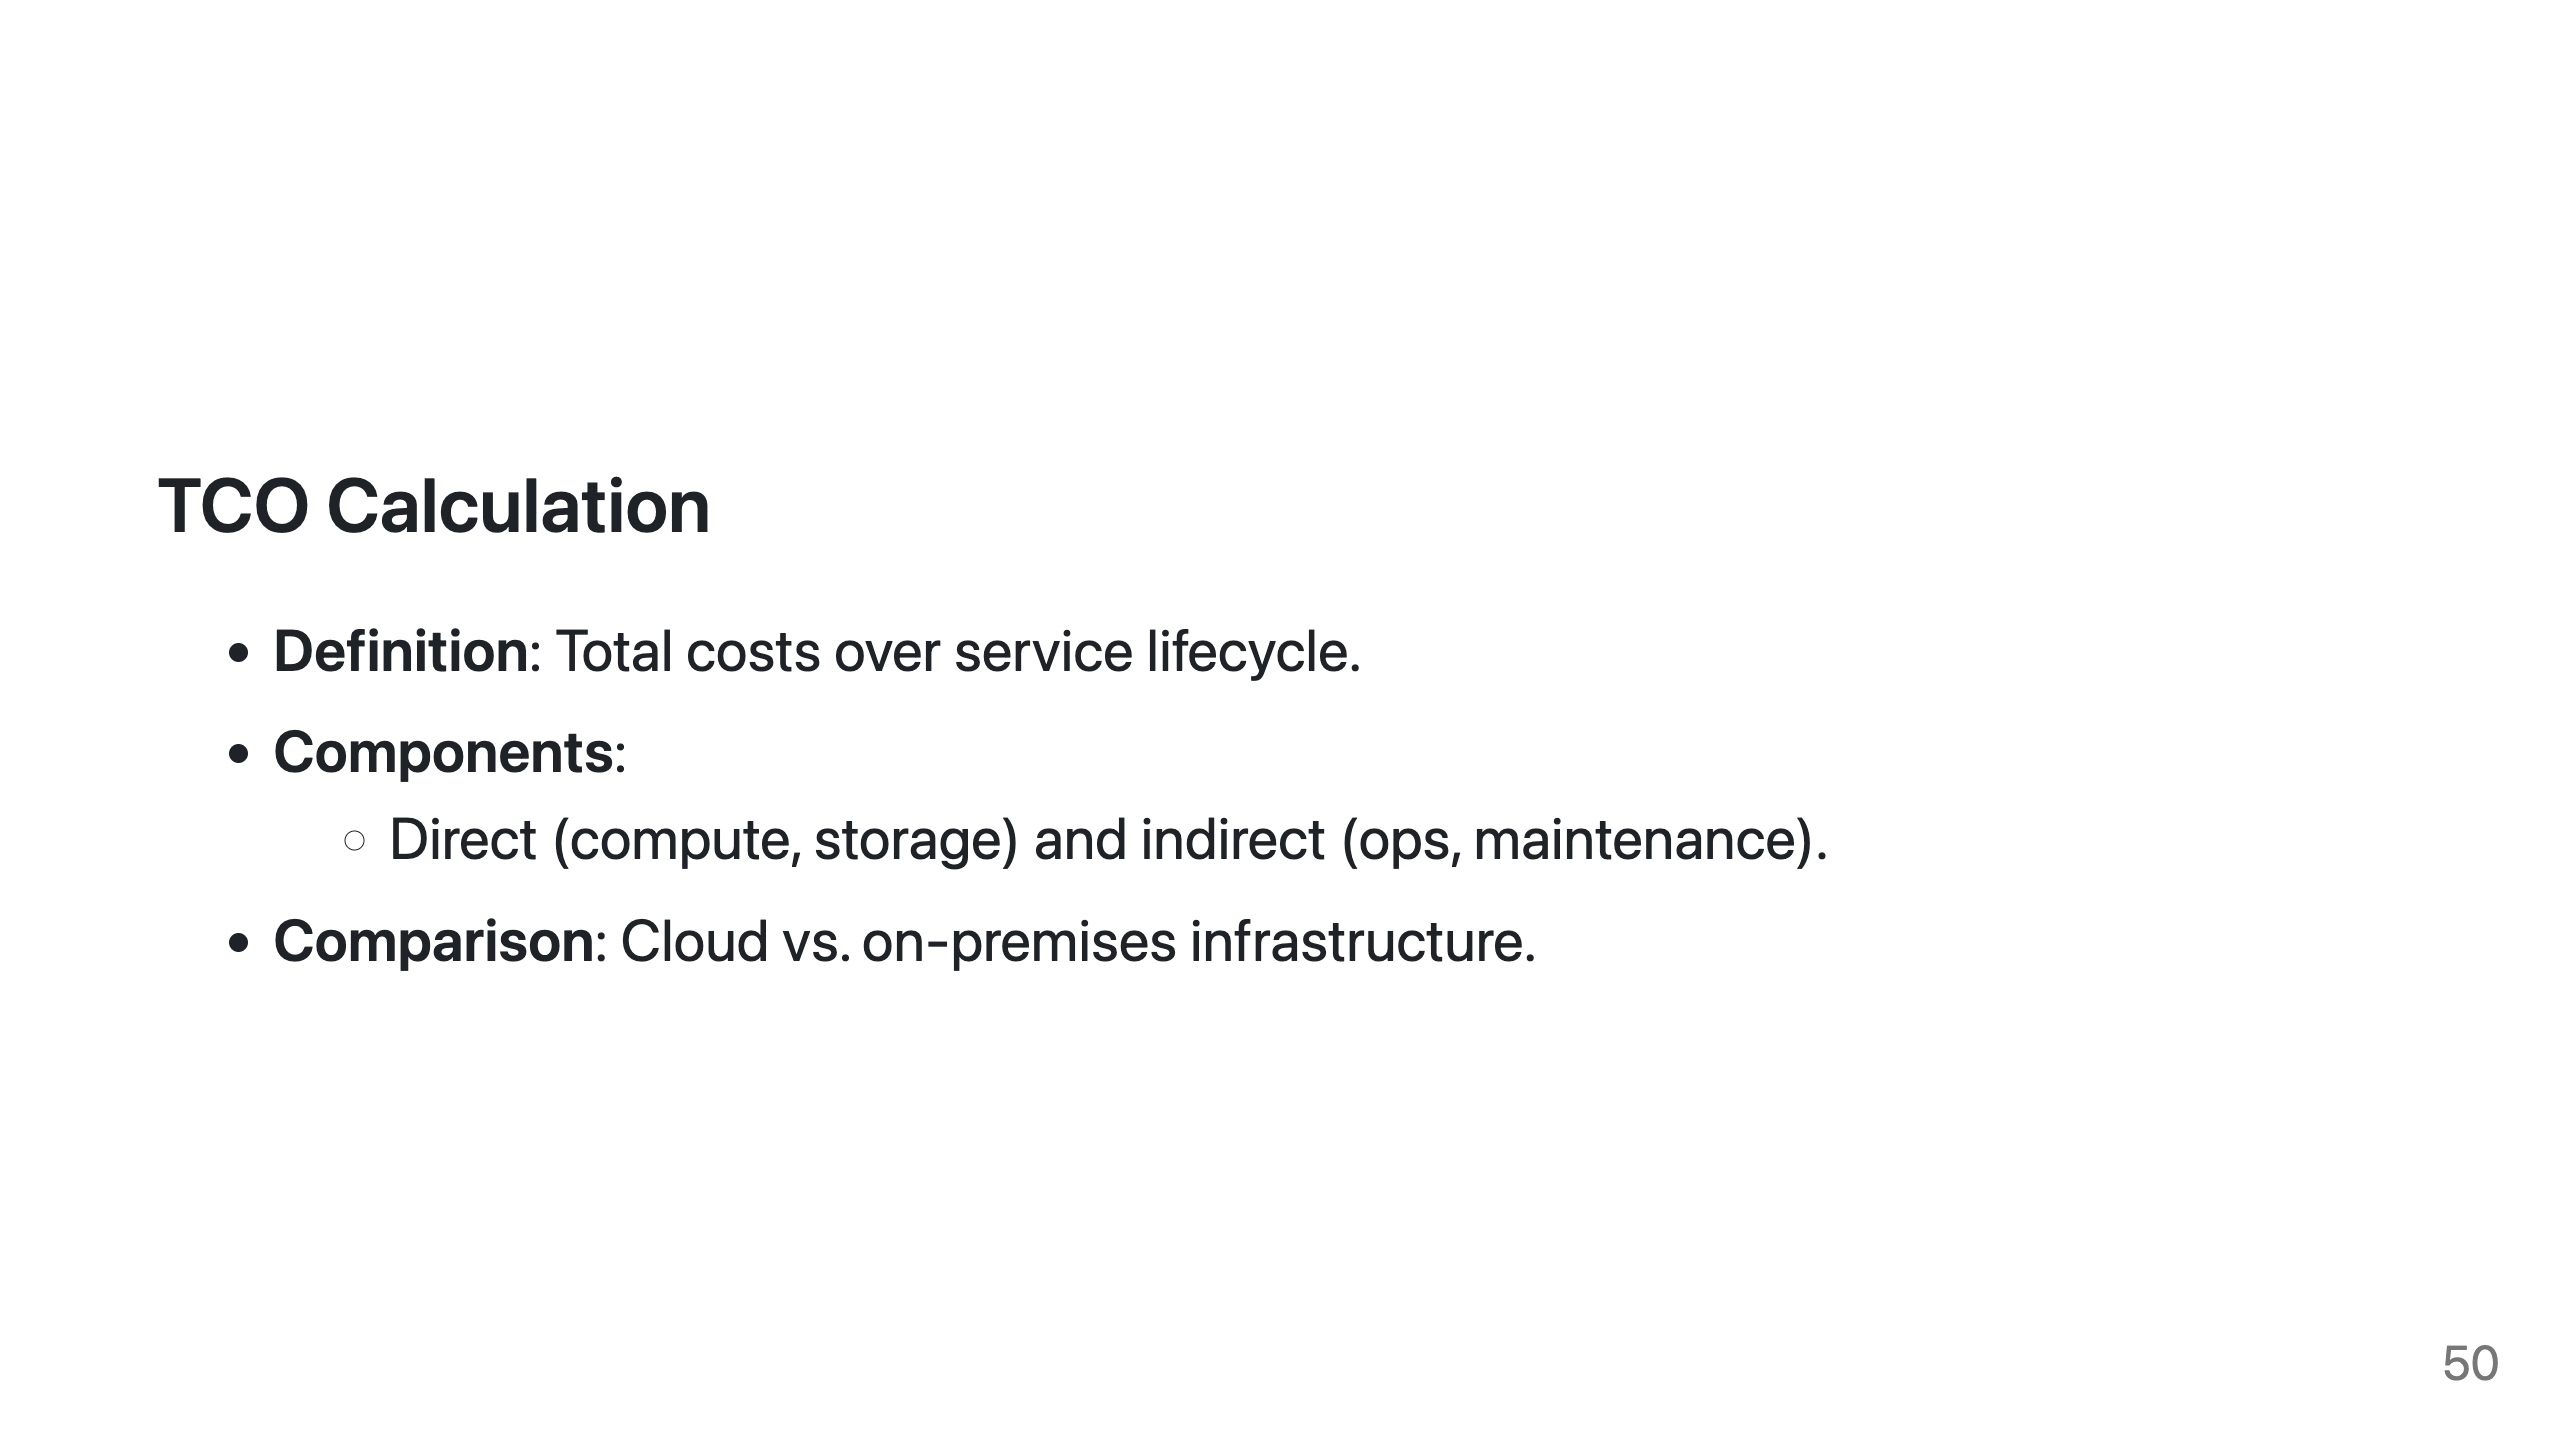 TCO Calculation
• Definition: Total costs over service lifecycle.
• Components:
○ Direct (compute, storage) and indirect (ops, maintenance).
• Comparison: Cloud vs. on-premises infrastructure.
50